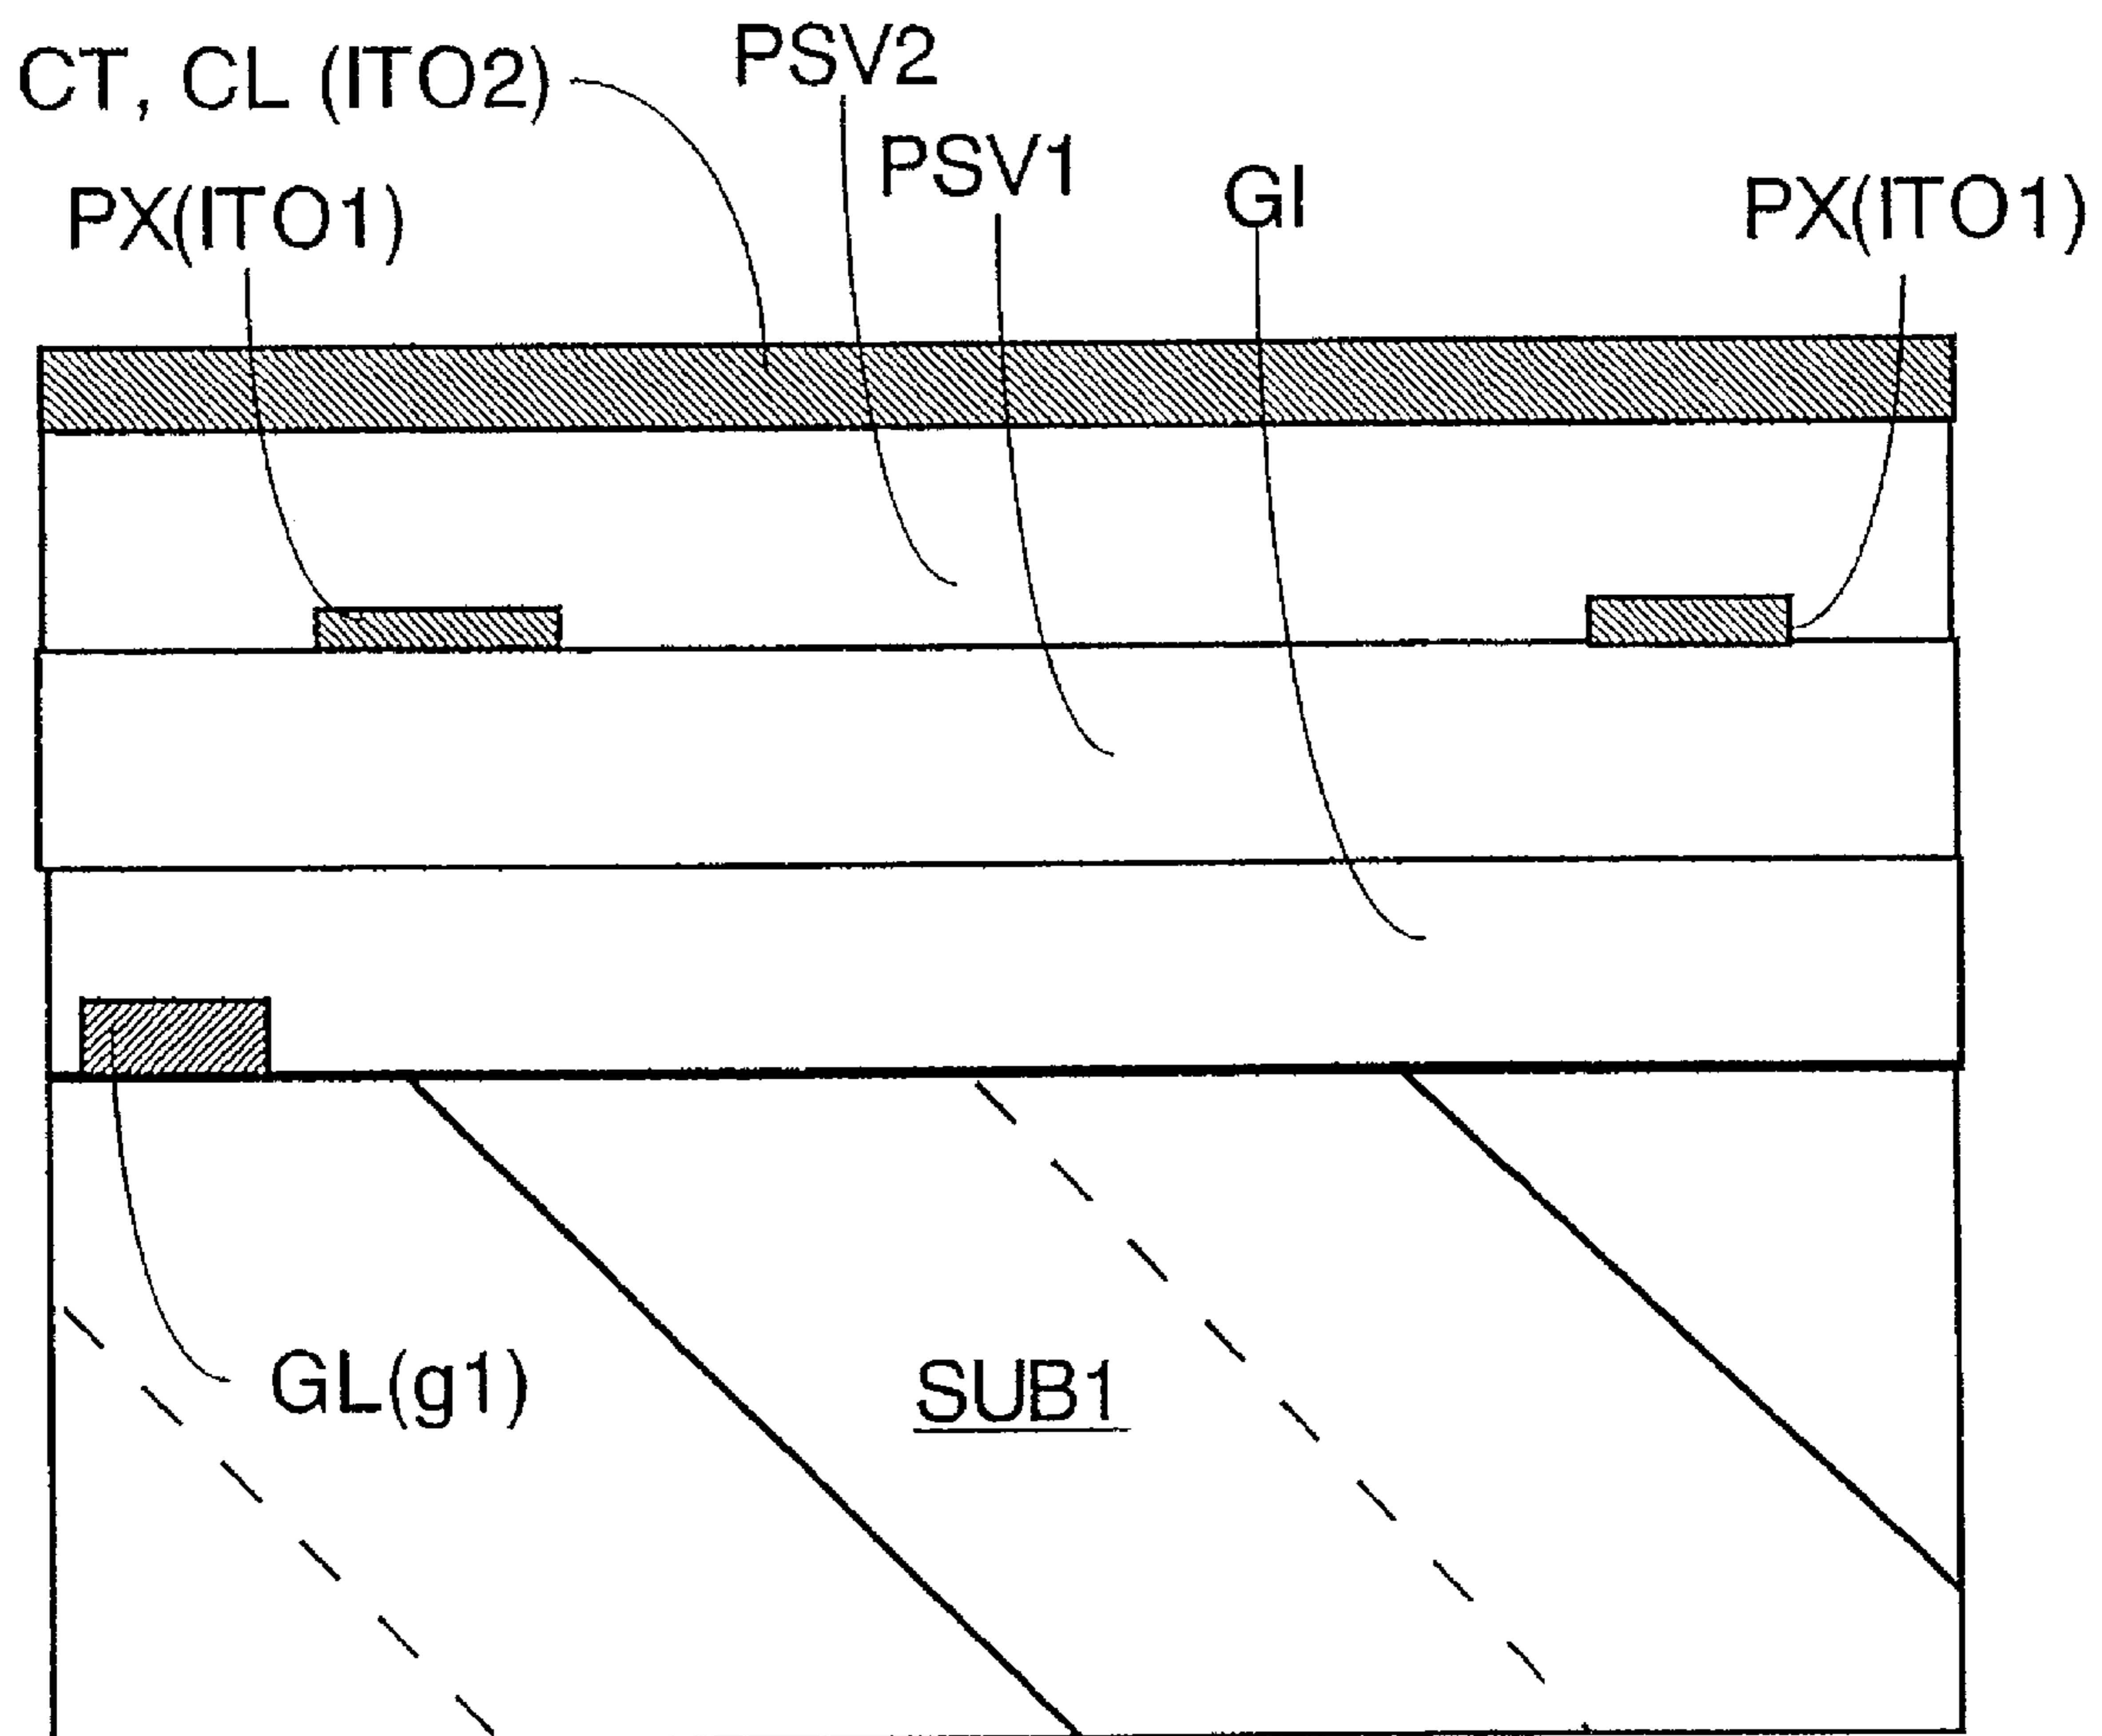 CT, CL (ITO2)
PSV2
PSV1
PX(ITO1)
GI
PX(ITO1)
GL(g1)
SUB1